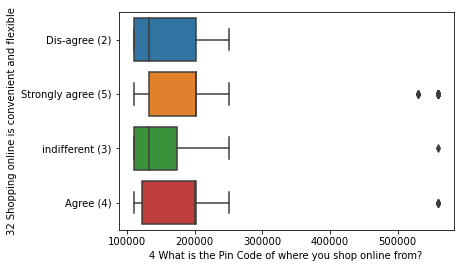 32 Shopping online is convenient and flexible
Dis-agree (2)
Strongly agree (5)
indifferent (3)
Agree (4)
100000 200000 300000 400000 500000
4 What is the Pin Code of where you shop online from?